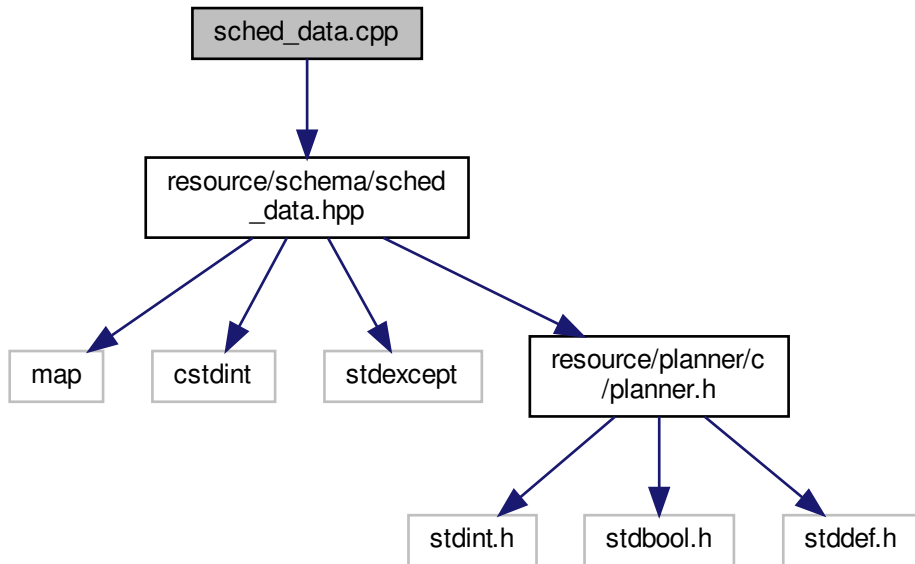 sched_data.cpp
resource/schema/sched
_data.hpp
map
cstdint
stdexcept
resource/planner/c
/planner.h
stdint.h
stdbool.h
stddef.h